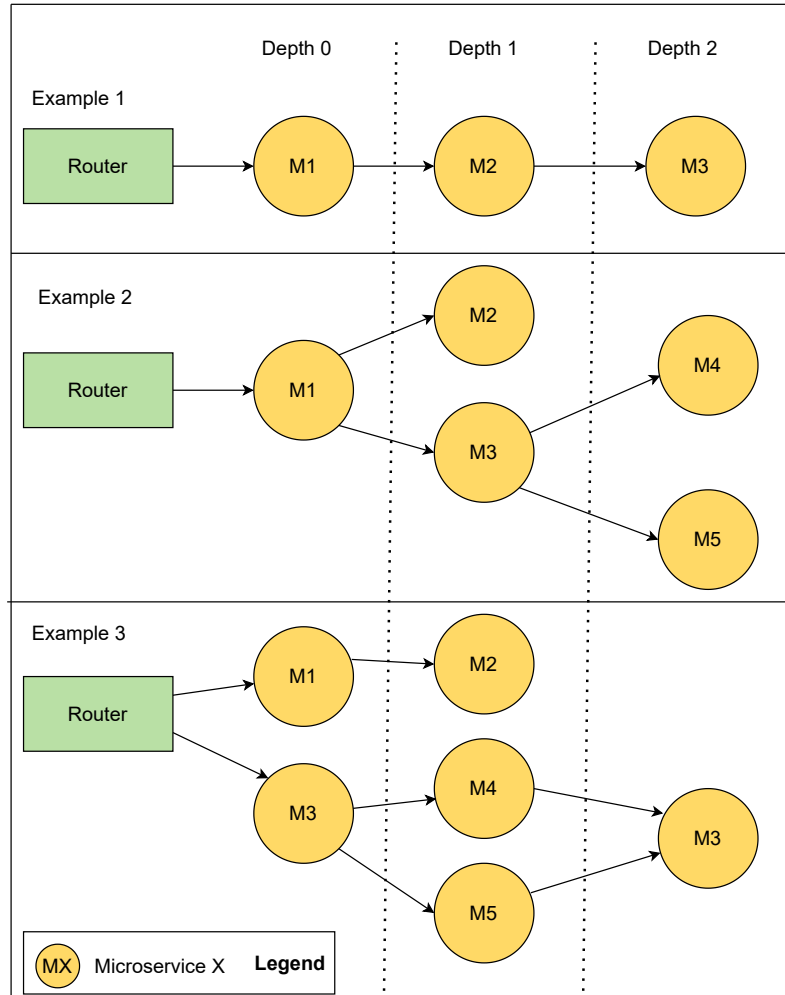 Depth 0 Depth 1 Depth 2
Example 1
Router M1 M2 M3
Example 2
M2
Router M1 M4
M3
M5
Example 3
M1 M2
Router
M4
M3 M3
M5
MX Microservice X Legend